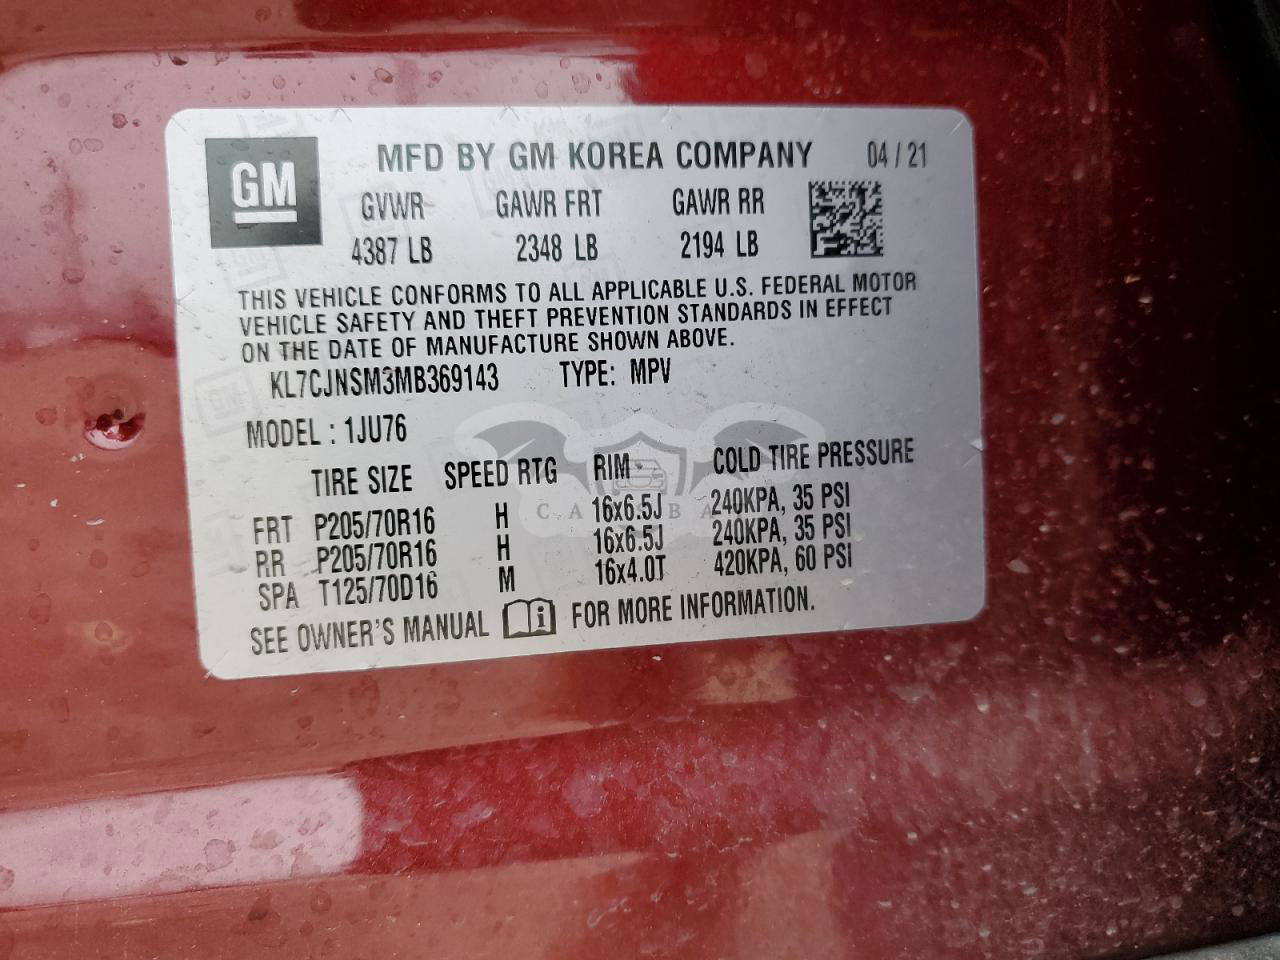 GM MFD BY GM KOREA COMPANY 04 / 21
GVWR GAWR FRT GAWR RR
4387 LB 2348 LB 2194 LB
THIS VEHICLE CONFORMS TO ALL APPLICABLE U.S. FEDERAL MOTOR
VEHICLE SAFETY AND THEFT PREVENTION STANDARDS IN EFFECT
ON THE DATE OF MANUFACTURE SHOWN ABOVE.
KL7CJNSM3MB369143 TYPE: MPV
MODEL : 1JU76
TIRE SIZE SPEED RTG RIM COLD TIRE PRESSURE
FRT P205/70R16 H 16x6.5J 240KPA, 35 PSI
RR P205/70R16 H 16x6.5J 240KPA, 35 PSI
SPA T125/70D16 M 16x4.0T 420KPA, 60 PSI
SEE OWNER'S MANUAL i FOR MORE INFORMATION.